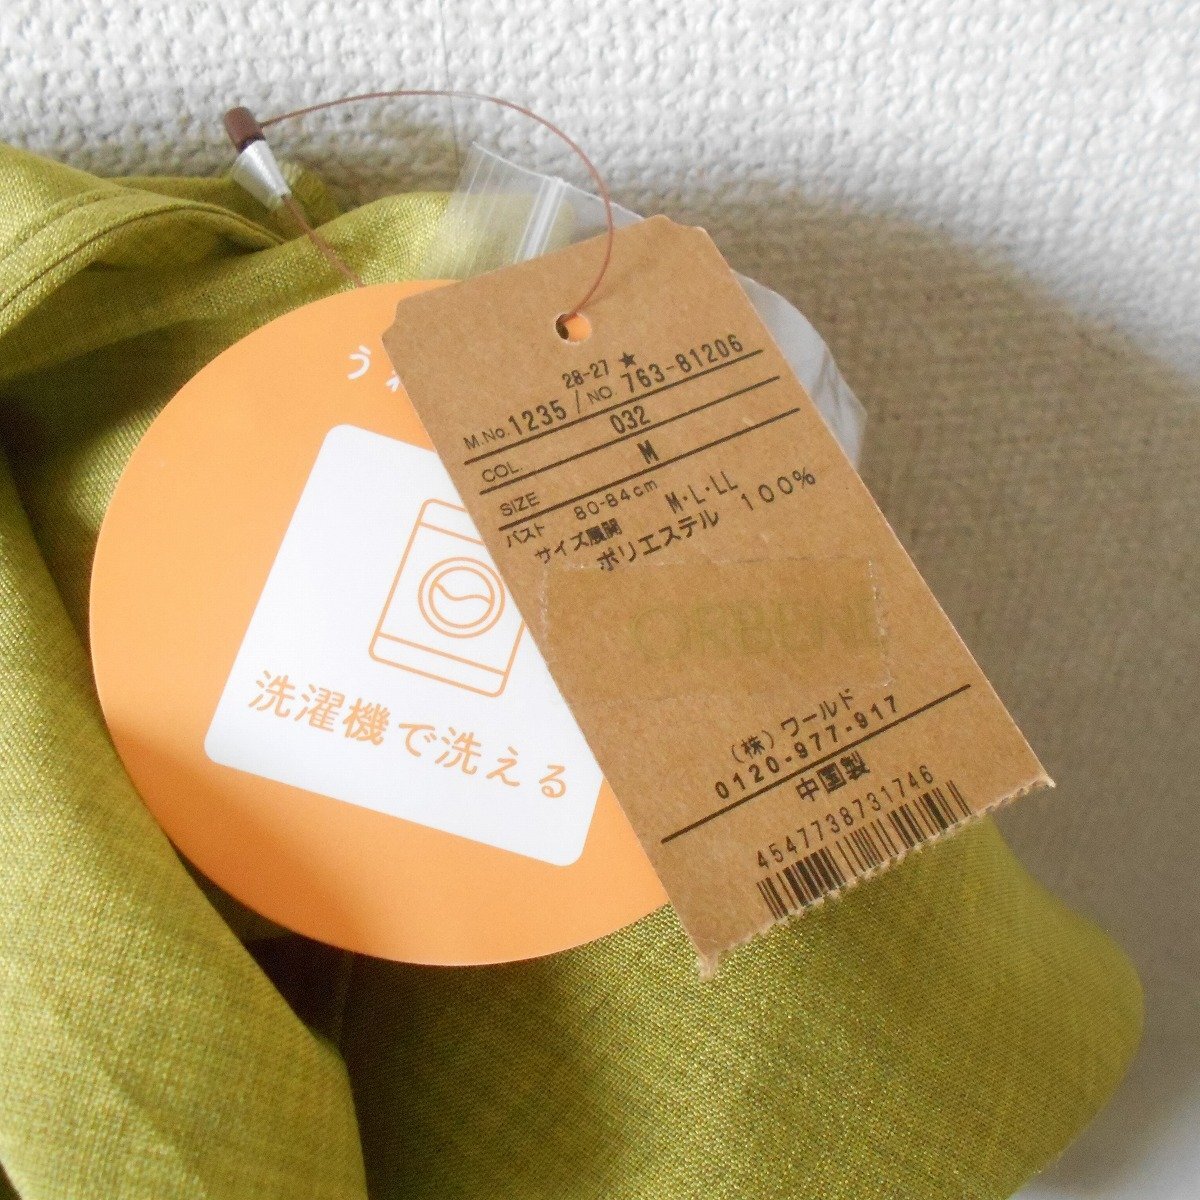 うれ
洗濯機で洗える
28-27 ★
M.No.1235 / NO. 763-81206
COL. 032
SIZE M
バスト 80-84cm
サイズ展開 M・L・LL
ポリエステル 100%
(株)ワールド
0120-977-917
中国製
4547738731746